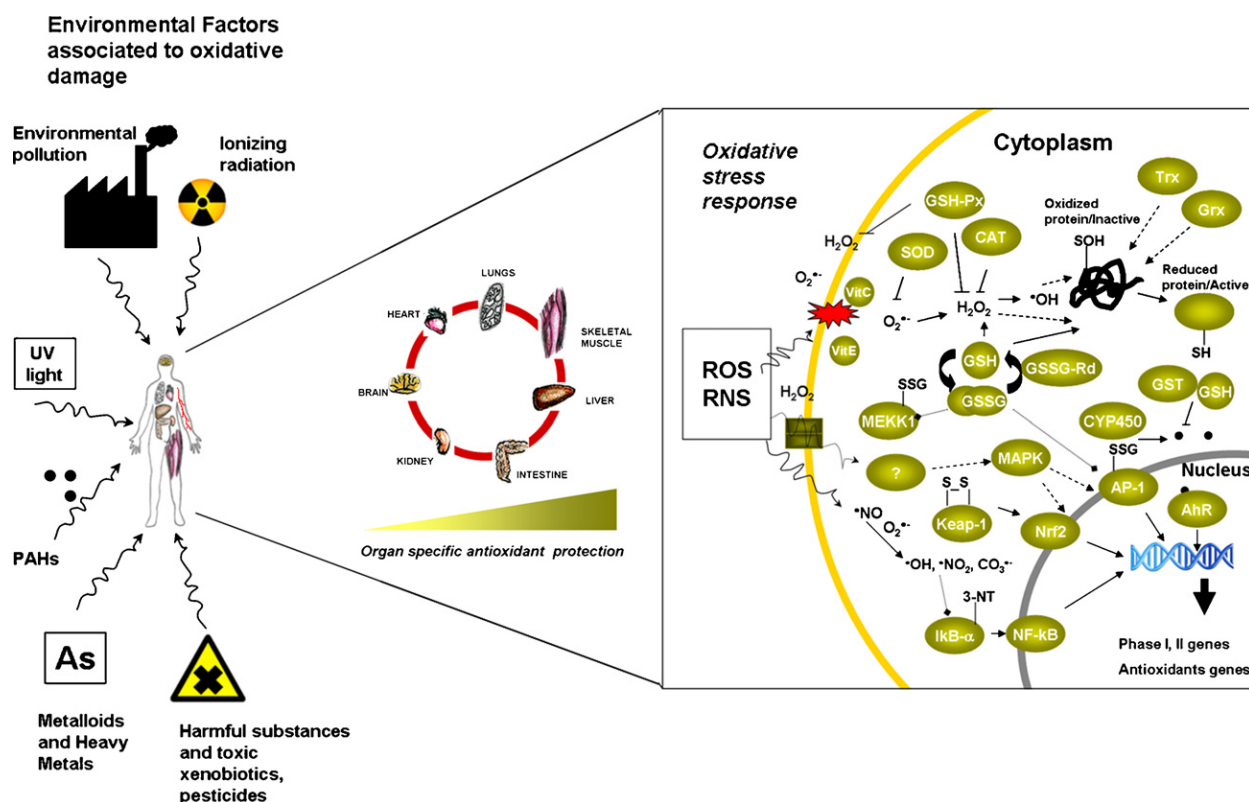 Environmental Factors
associated to oxidative
damage
Environmental
pollution
Ionizing
radiation
UV
light
PAHs
As
Metalloids
and Heavy
Metals
Harmful substances
and toxic
xenobiotics,
pesticides
LUNGS
HEART
SKELETAL
MUSCLE
BRAIN
LIVER
KIDNEY
INTESTINE
Organ specific antioxidant protection
Oxidative
stress
response
Cytoplasm
ROS
RNS
H₂O₂
O₂•-
VitC
VitE
H₂O₂
GSH-Px
SOD
CAT
O₂•-
H₂O₂
•OH
Oxidized
protein/Inactive
SOH
Trx
Grx
Reduced
protein/Active
SH
GSH
GSSG-Rd
GSSG
SSG
MEKK1
GST
GSH
CYP450
SSG
AP-1
Nucleus
AhR
?
MAPK
S_S
Keap-1
Nrf2
•NO
O₂•-
•OH, •NO₂, CO₃•-
3-NT
IkB-α
NF-kB
Phase I, II genes
Antioxidants genes